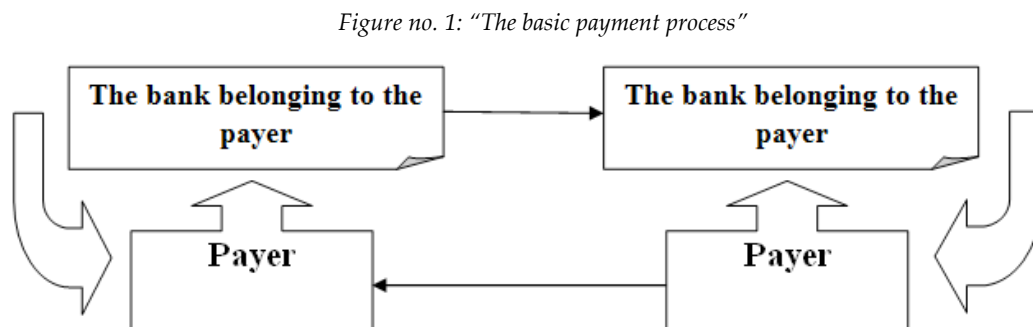 Figure no. 1: “The basic payment process”
The bank belonging to the
payer
The bank belonging to the
payer
Payer
Payer